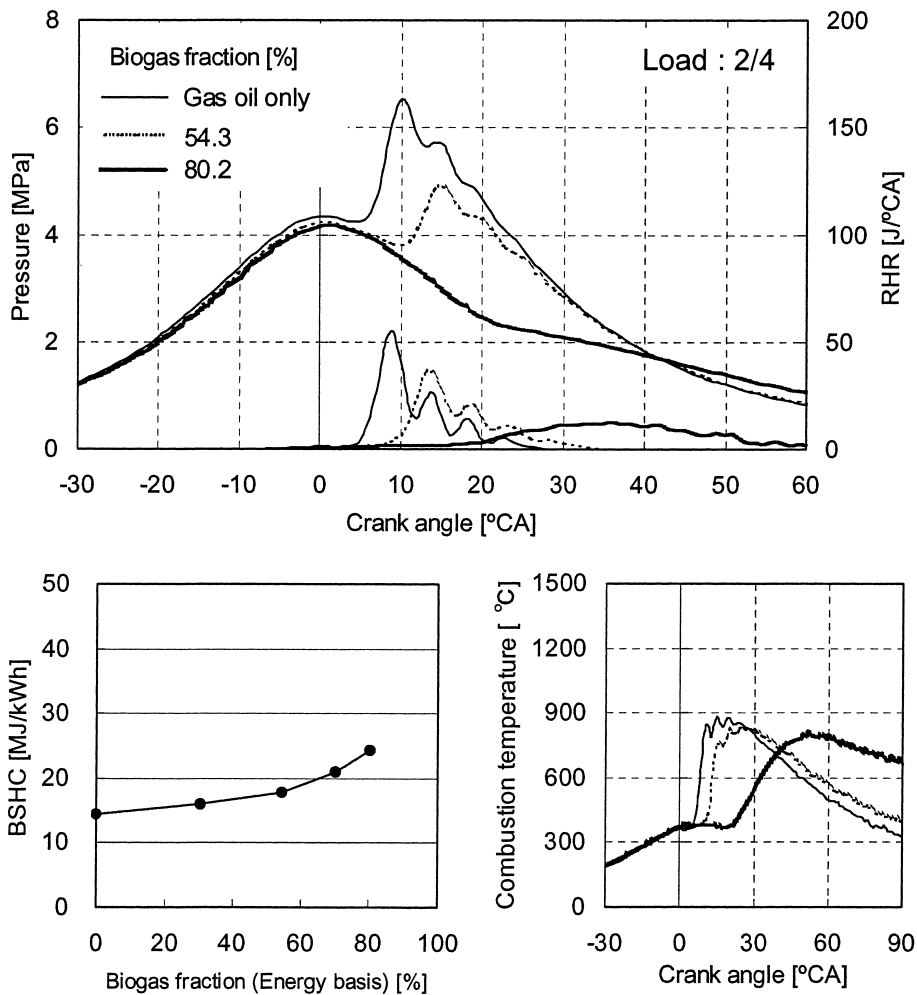 Biogas fraction [%]
Gas oil only
54.3
80.2
Load : 2/4
8
6
4
2
0
Pressure [MPa]
200
150
100
50
0
RHR [J/ºCA]
-30 -20 -10 0 10 20 30 40 50 60
Crank angle [ºCA]
50
40
30
20
10
0
BSHC [MJ/kWh]
0 20 40 60 80 100
Biogas fraction (Energy basis) [%]
1500
1200
900
600
300
0
Combustion temperature [ °C]
-30 0 30 60 90
Crank angle [ºCA]